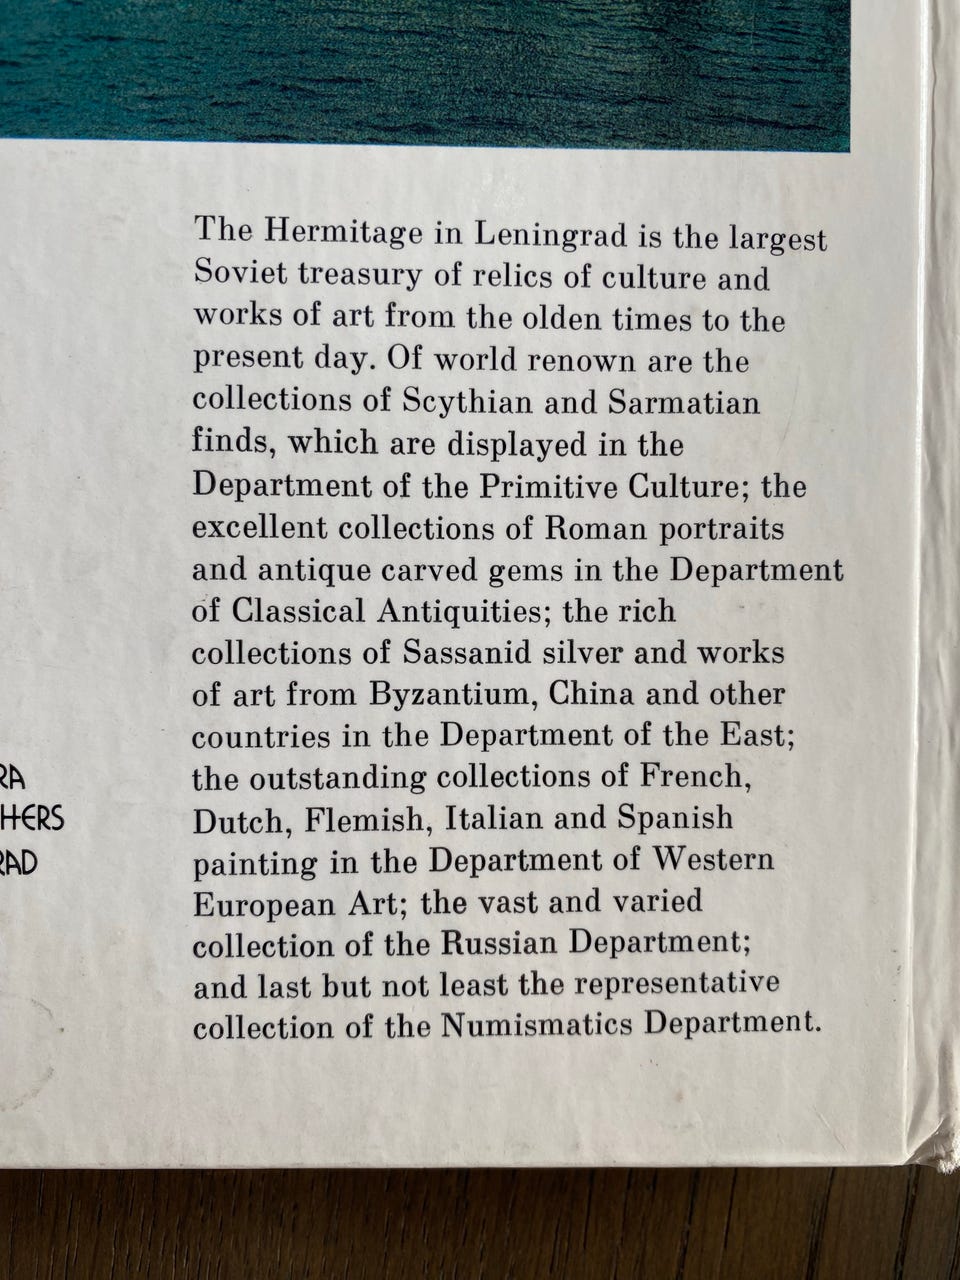 The Hermitage in Leningrad is the largest
Soviet treasury of relics of culture and
works of art from the olden times to the
present day. Of world renown are the
collections of Scythian and Sarmatian
finds, which are displayed in the
Department of the Primitive Culture; the
excellent collections of Roman portraits
and antique carved gems in the Department
of Classical Antiquities; the rich
collections of Sassanid silver and works
of art from Byzantium, China and other
countries in the Department of the East;
the outstanding collections of French,
Dutch, Flemish, Italian and Spanish
painting in the Department of Western
European Art; the vast and varied
collection of the Russian Department;
and last but not least the representative
collection of the Numismatics Department.
RA
HERS
RAD